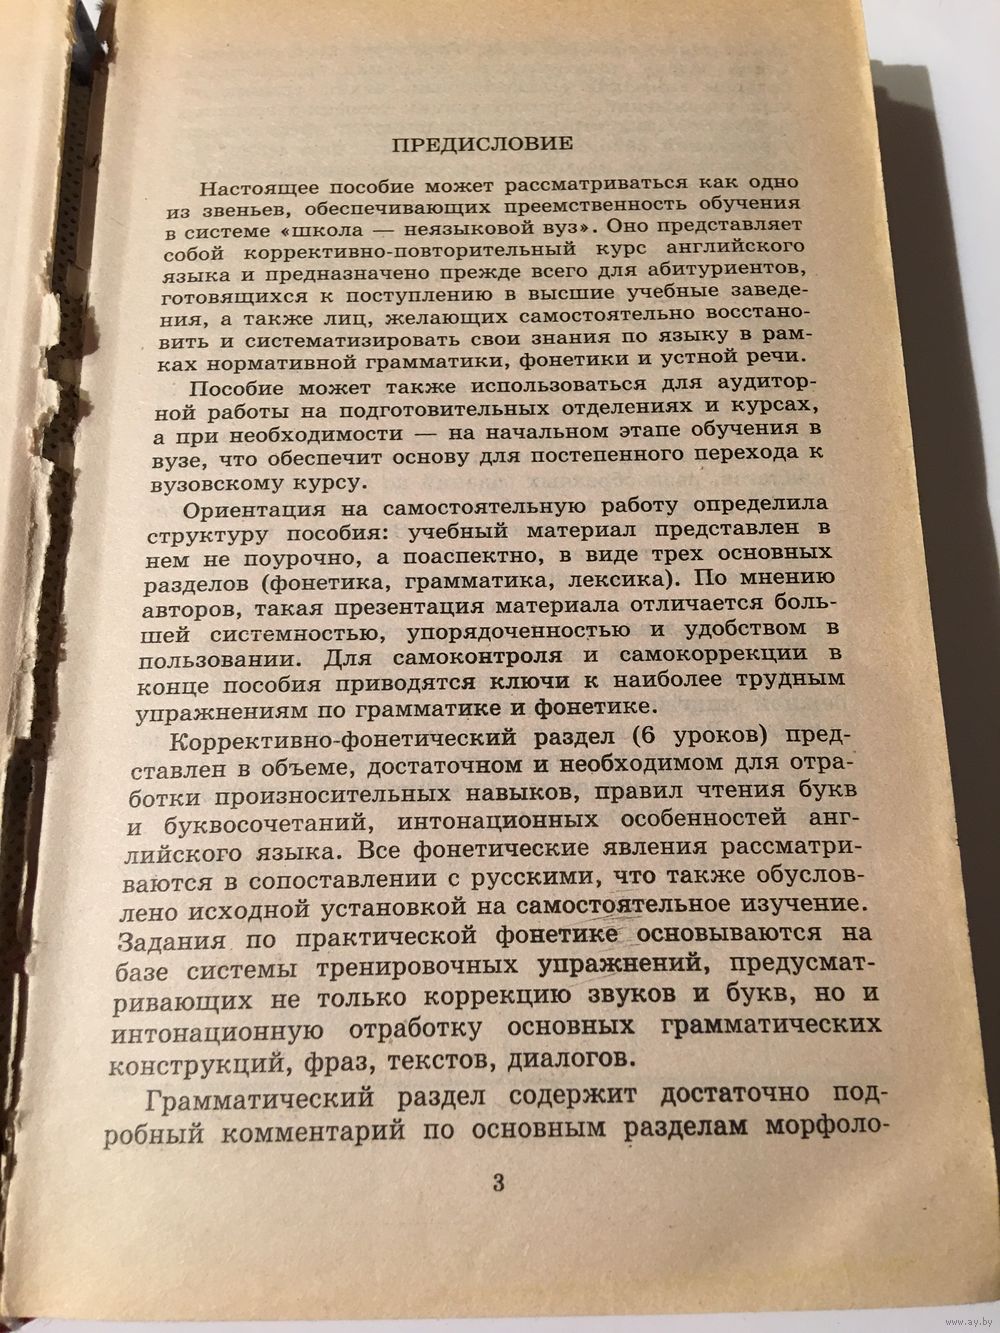 ПРЕДИСЛОВИЕ
Настоящее пособие может рассматриваться как одно
из звеньев, обеспечивающих преемственность обучения
в системе «школа — неязыковой вуз». Оно представляет
собой коррективно-повторительный курс английского
языка и предназначено прежде всего для абитуриентов,
готовящихся к поступлению в высшие учебные заведе-
ния, а также лиц, желающих самостоятельно восстано-
вить и систематизировать свои знания по языку в рам-
ках нормативной грамматики, фонетики и устной речи.
Пособие может также использоваться для аудитор-
ной работы на подготовительных отделениях и курсах,
а при необходимости — на начальном этапе обучения в
вузе, что обеспечит основу для постепенного перехода к
вузовскому курсу.
Ориентация на самостоятельную работу определила
структуру пособия: учебный материал представлен в
нем не поурочно, а поаспектно, в виде трех основных
разделов (фонетика, грамматика, лексика). По мнению
авторов, такая презентация материала отличается боль-
шей системностью, упорядоченностью и удобством в
пользовании. Для самоконтроля и самокоррекции в
конце пособия приводятся ключи к наиболее трудным
упражнениям по грамматике и фонетике.
Коррективно-фонетический раздел (6 уроков) пред-
ставлен в объеме, достаточном и необходимом для отра-
ботки произносительных навыков, правил чтения букв
и буквосочетаний, интонационных особенностей анг-
лийского языка. Все фонетические явления рассматри-
ваются в сопоставлении с русскими, что также обуслов-
лено исходной установкой на самостоятельное изучение.
Задания по практической фонетике основываются на
базе системы тренировочных упражнений, предусмат-
ривающих не только коррекцию звуков и букв, но и
интонационную отработку основных грамматических
конструкций, фраз, текстов, диалогов.
Грамматический раздел содержит достаточно под-
робный комментарий по основным разделам морфоло-
3
www.ay.by